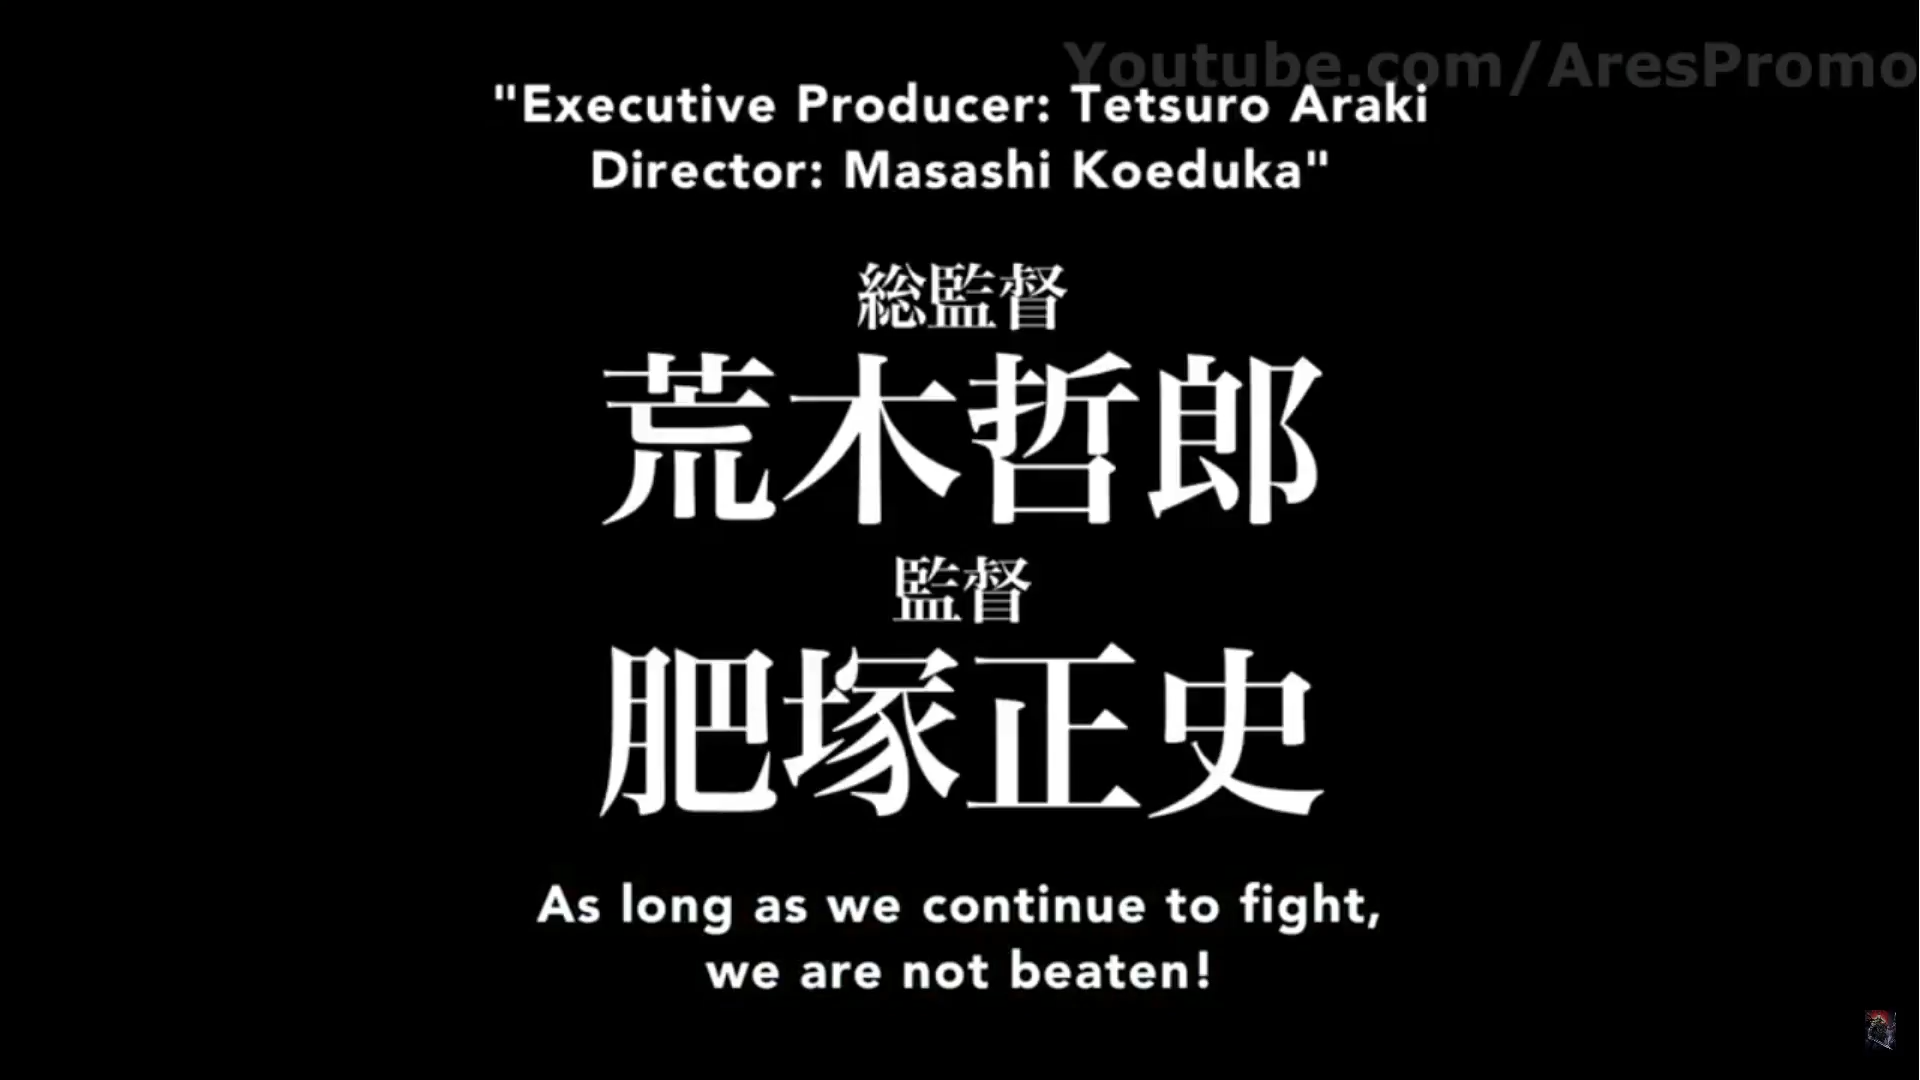 Youtube.com/AresPromo
"Executive Producer: Tetsuro Araki
Director: Masashi Koeduka"
総監督
荒木哲郎
監督
肥塚正史
As long as we continue to fight,
we are not beaten!